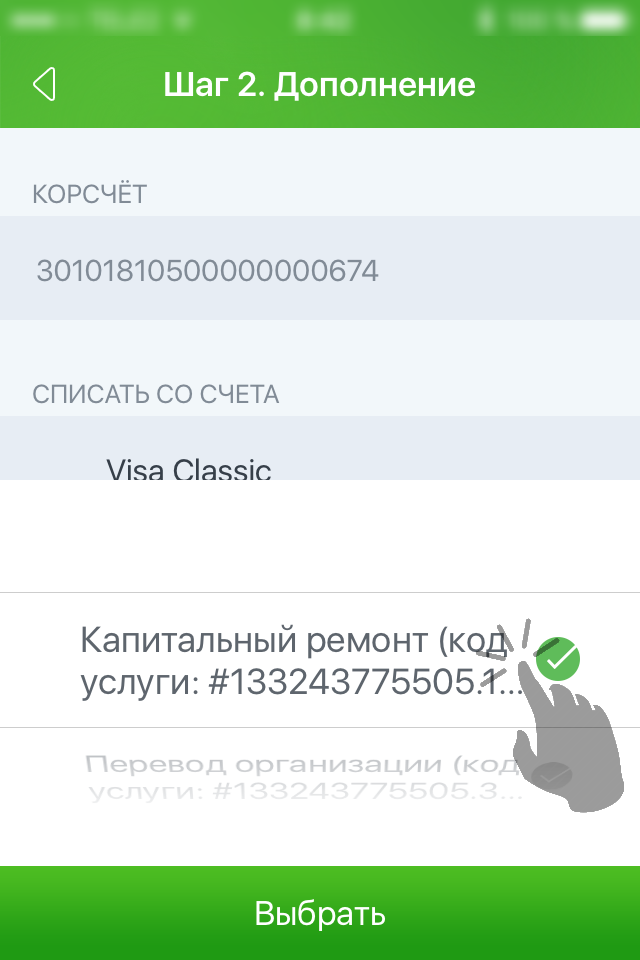 Шаг 2. Дополнение
КОРСЧЁТ
30101810500000000674
СПИСАТЬ СО СЧЕТА
Visa Classic
Капитальный ремонт (код
услуги: #133243775505.1...
Перевод организации (код
услуги: #133243775505.3...
Выбрать